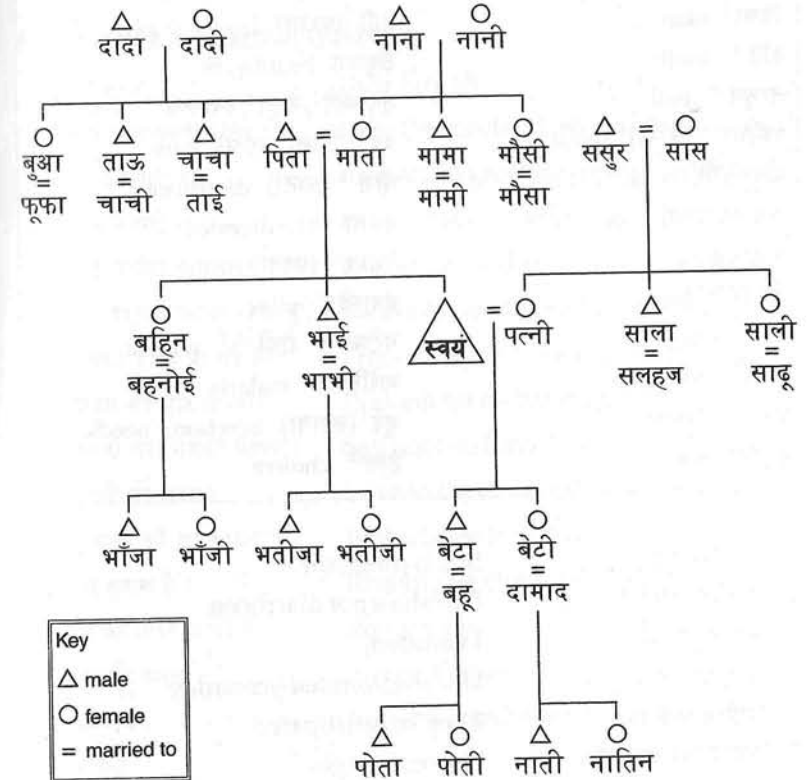 दादा दादी नाना नानी
बुआ ताऊ चाचा पिता = माता मामा मौसी ससुर = सास
= = = = =
फूफा चाची ताई मामी मौसा
बहिन भाई स्वयं = पत्नी साला साली
= = = =
बहनोई भाभी सलहज साढू
भाँजा भाँजी भतीजा भतीजी बेटा बेटी
= =
बहू दामाद
Key
male
female
= married to
पोता पोती नाती नातिन